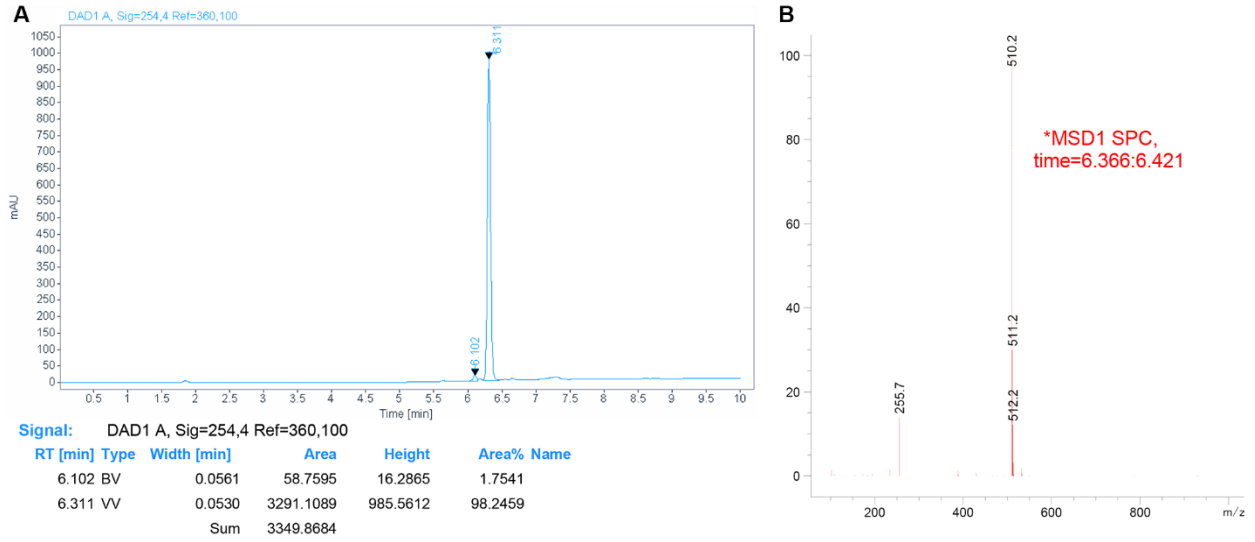 A
DAD1 A, Sig=254,4 Ref=360,100
mAU
1050
1000
950
900
850
800
750
700
650
600
550
500
450
400
350
300
250
200
150
100
50
0
6.102
6.311
0.5 1 1.5 2 2.5 3 3.5 4 4.5 5 5.5 6 6.5 7 7.5 8 8.5 9 9.5 10
Time [min]
Signal: DAD1 A, Sig=254,4 Ref=360,100
RT [min] Type Width [min] Area Height Area% Name
6.102 BV 0.0561 58.7595 16.2865 1.7541
6.311 VV 0.0530 3291.1089 985.5612 98.2459
Sum 3349.8684
B
100
80
60
40
20
0
510.2
511.2
512.2
255.7
*MSD1 SPC,
time=6.366:6.421
200 400 600 800 m/z